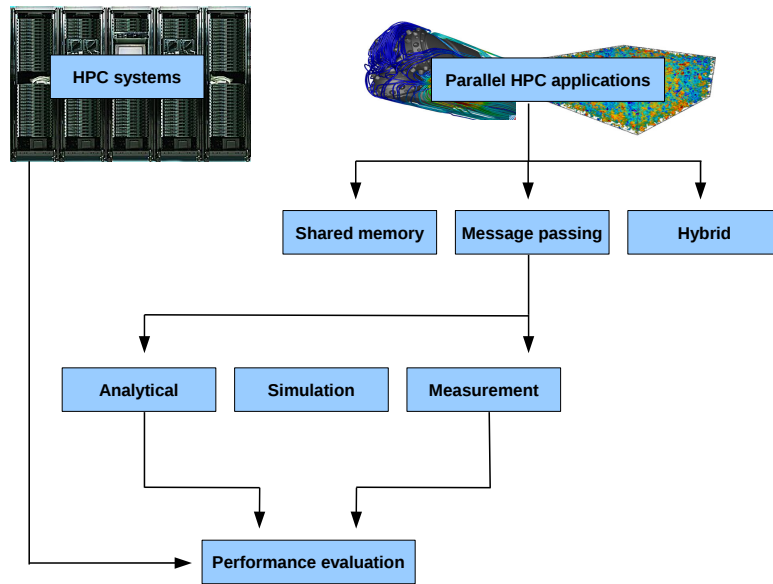 HPC systems
Parallel HPC applications
Shared memory
Message passing
Hybrid
Analytical
Simulation
Measurement
Performance evaluation